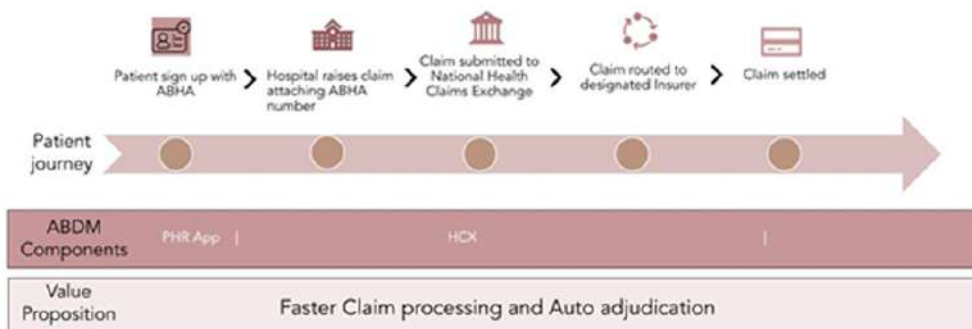 Patient sign up with
ABHA
Hospital raises claim
attaching ABHA
number
Claim submitted to
National Health
Claims Exchange
Claim routed to
designated Insurer
Claim settled
Patient
journey
ABDM
Components
PHR App |
HCX
|
Value
Proposition
Faster Claim processing and Auto adjudication